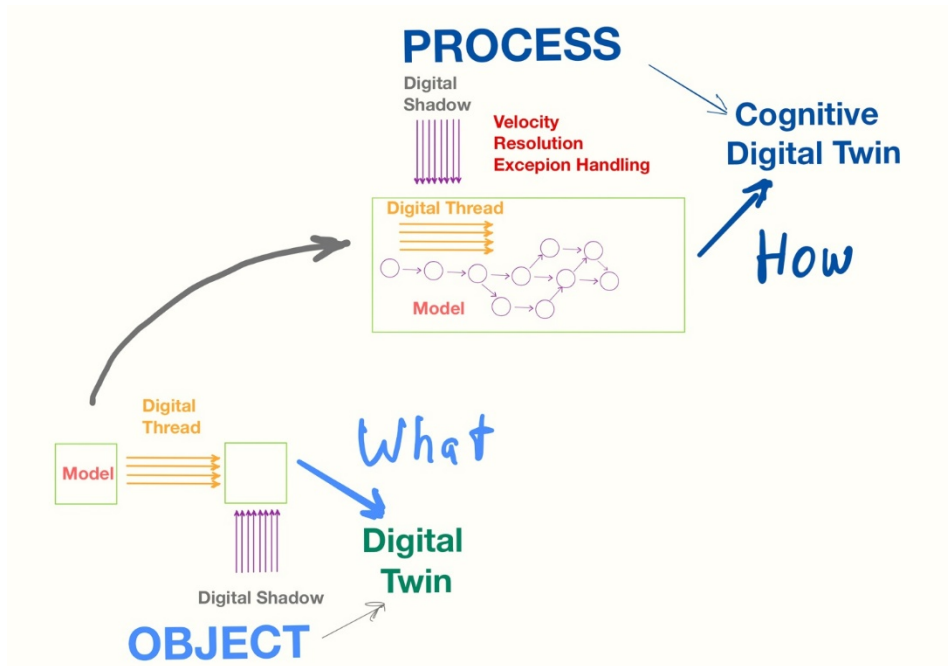 PROCESS
Digital
Shadow
Velocity
Resolution
Excepion Handling
Cognitive
Digital Twin
Digital Thread
Model
How
Digital
Thread
Model
What
Digital
Twin
Digital Shadow
OBJECT